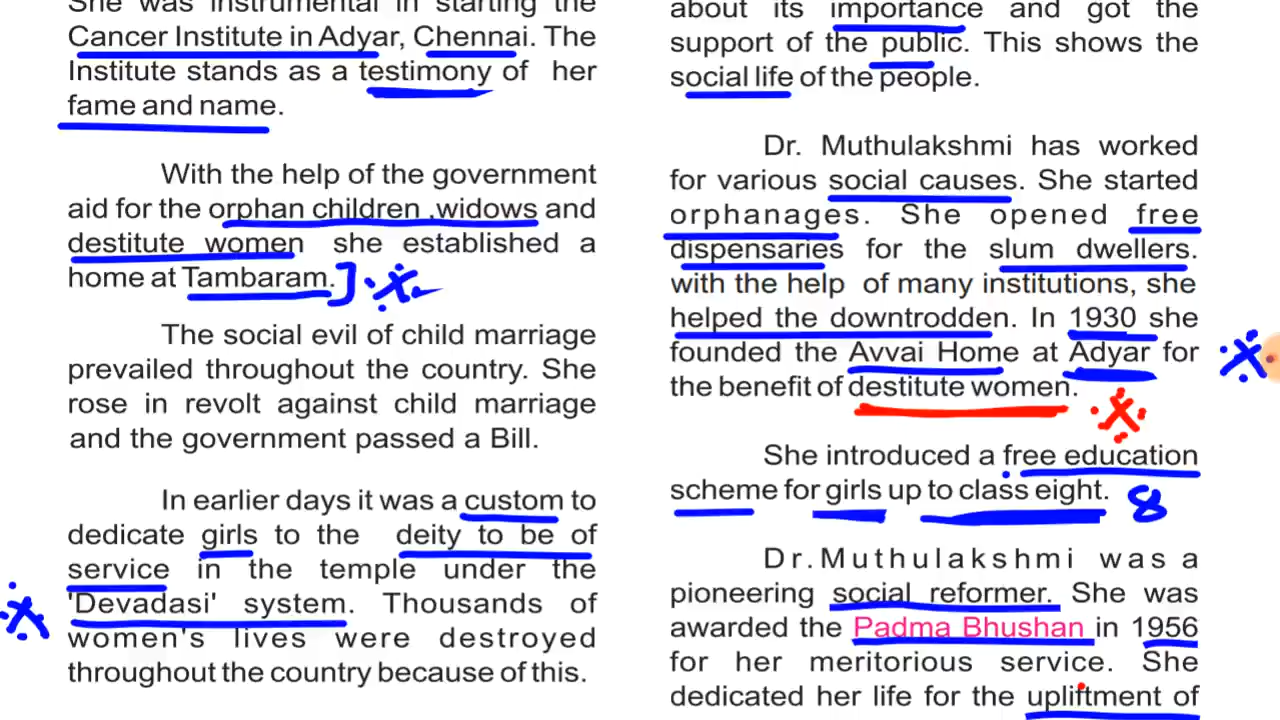 She was instrumental in starting the
Cancer Institute in Adyar, Chennai. The
Institute stands as a testimony of her
fame and name.
With the help of the government
aid for the orphan children ,widows and
destitute women she established a
home at Tambaram.
The social evil of child marriage
prevailed throughout the country. She
rose in revolt against child marriage
and the government passed a Bill.
In earlier days it was a custom to
dedicate girls to the deity to be of
service in the temple under the
'Devadasi' system. Thousands of
women's lives were destroyed
throughout the country because of this.
about its importance and got the
support of the public. This shows the
social life of the people.
Dr. Muthulakshmi has worked
for various social causes. She started
orphanages. She opened free
dispensaries for the slum dwellers.
with the help of many institutions, she
helped the downtrodden. In 1930 she
founded the Avvai Home at Adyar for
the benefit of destitute women.
She introduced a free education
scheme for girls up to class eight. 8
Dr.Muthulakshmi was a
pioneering social reformer. She was
awarded the Padma Bhushan in 1956
for her meritorious service. She
dedicated her life for the upliftment of